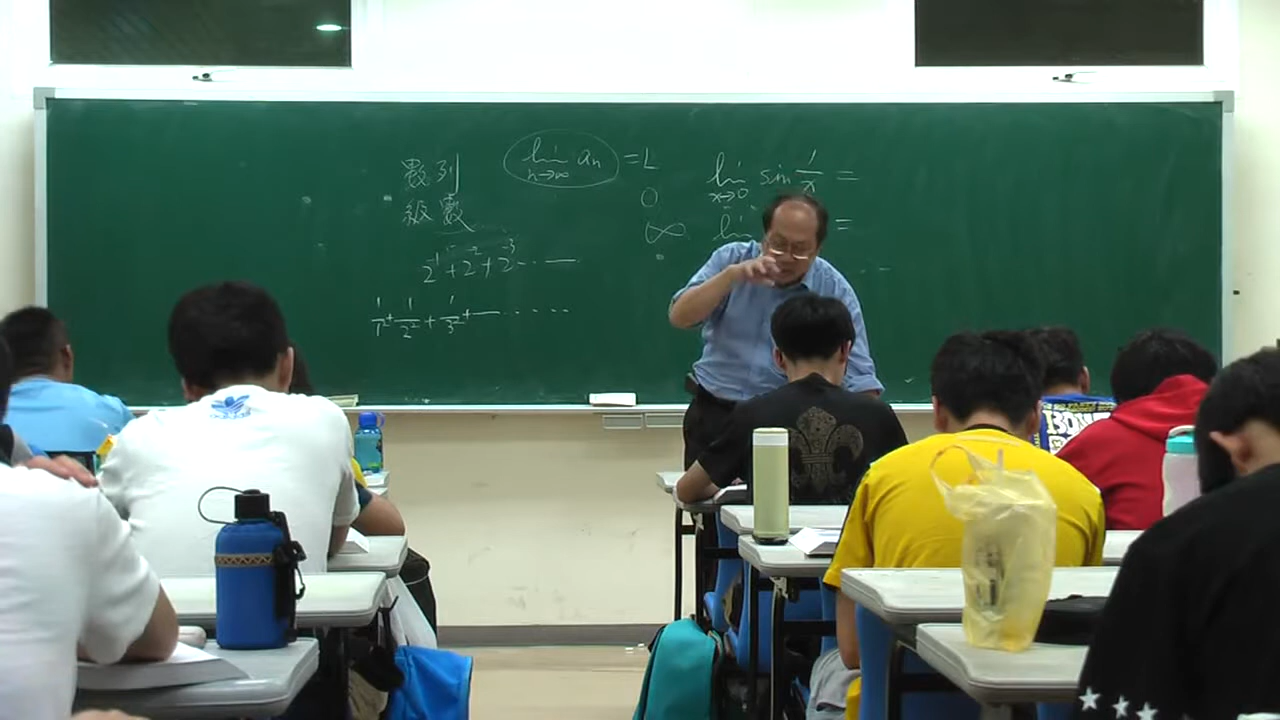 數列
級數
lim n→∞ an = L
0
∞
2⁻¹+2⁻²+2⁻³.. —
1/1²+1/2²+1/3²+—.....
lim x→0 sin 1/x =
lim =